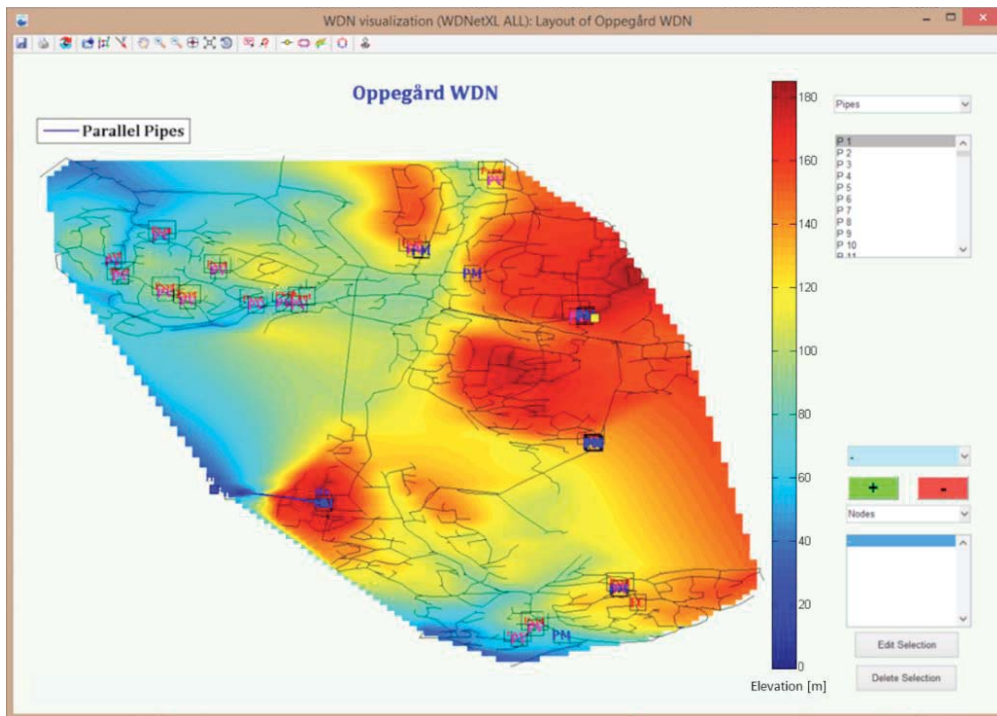 WDN visualization (WDNetXL ALL): Layout of Oppegård WDN
Oppegård WDN
Parallel Pipes
180
160
140
120
100
80
60
40
20
0
Elevation [m]
PM
PM
PM
Pipes
P 1
P 2
P 3
P 4
P 5
P 6
P 7
P 8
P 9
P 10
P 11
-
+
-
Nodes
-
Edit Selection
Delete Selection